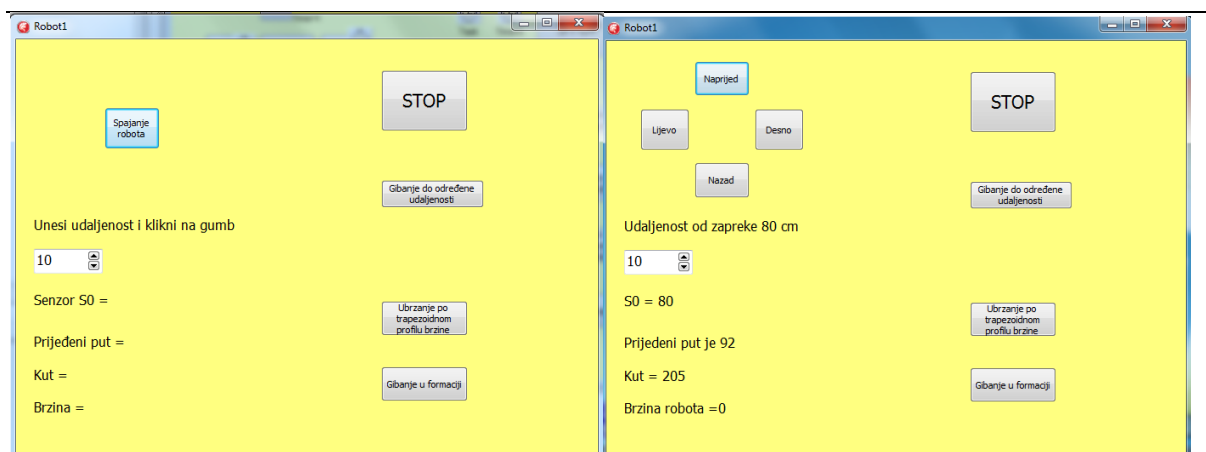 Robot1
STOP
Spajanje
robota
Gibanje do određene
udaljenosti
Unesi udaljenost i klikni na gumb
10
Senzor S0 =
Ubrzanje po
trapezoidnom
profilu brzine
Prijeđeni put =
Kut =
Gibanje u formaciji
Brzina =
Robot1
Naprijed
STOP
Lijevo
Desno
Nazad
Gibanje do određene
udaljenosti
Udaljenost od zapreke 80 cm
10
S0 = 80
Ubrzanje po
trapezoidnom
profilu brzine
Prijedeni put je 92
Kut = 205
Gibanje u formaciji
Brzina robota =0